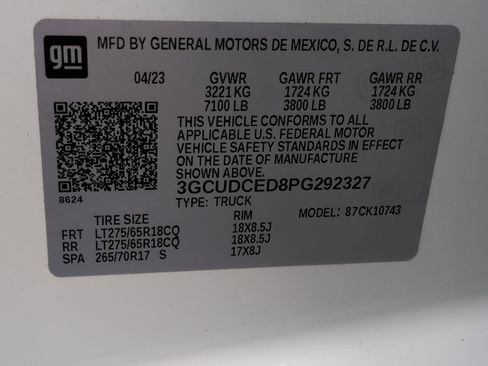 gm
MFD BY GENERAL MOTORS DE MEXICO, S. DE R.L. DE C.V.
04/23 GVWR GAWR FRT GAWR RR
3221 KG 1724 KG 1724 KG
7100 LB 3800 LB 3800 LB
THIS VEHICLE CONFORMS TO ALL
APPLICABLE U.S. FEDERAL MOTOR
VEHICLE SAFETY STANDARDS IN EFFECT
ON THE DATE OF MANUFACTURE
SHOWN ABOVE.
3GCUDCED8PG292327
8624
TYPE: TRUCK
MODEL: 87CK10743
TIRE SIZE RIM
FRT LT275/65R18CQ 18X8.5J
RR LT275/65R18CQ 18X8.5J
SPA 265/70R17 S 17X8J